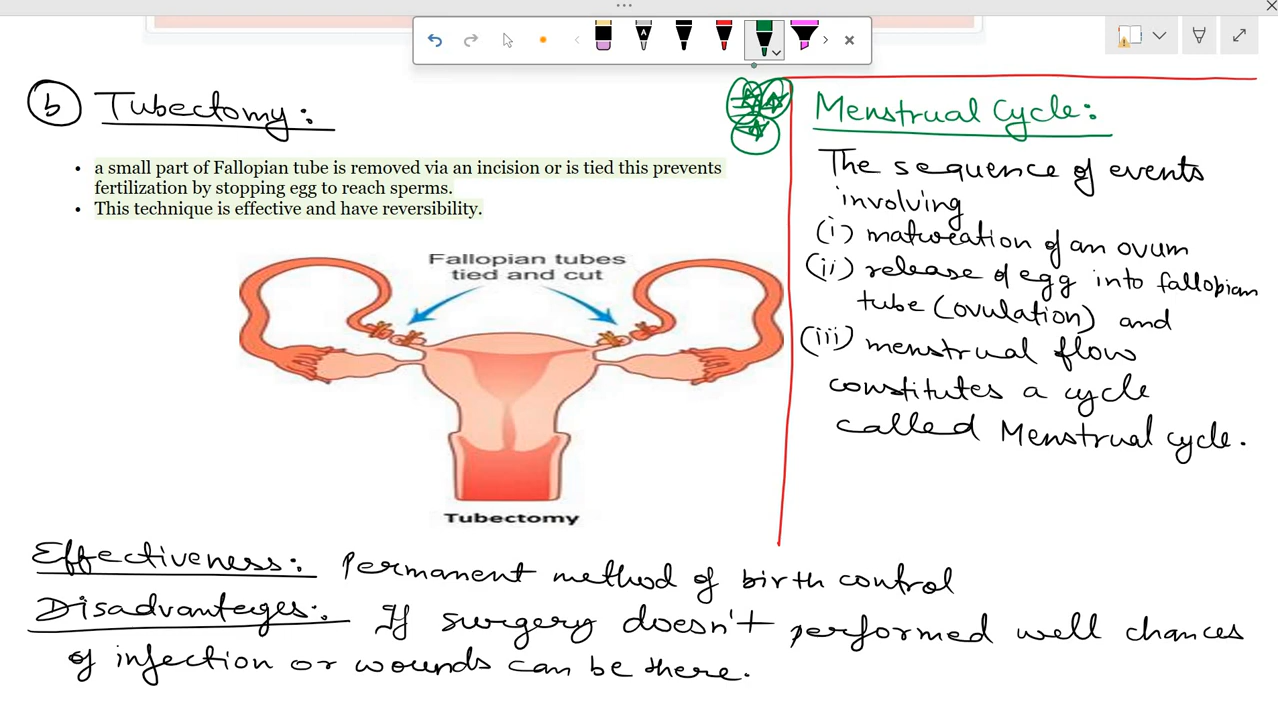 b Tubectomy:
• a small part of Fallopian tube is removed via an incision or is tied this prevents
fertilization by stopping egg to reach sperms.
• This technique is effective and have reversibility.
Fallopian tubes
tied and cut
Tubectomy
Menstrual Cycle:
The sequence of events
involving
(i) maturation of an ovum
(ii) release of egg into fallopian
tube (ovulation) and
(iii) menstrual flow
constitutes a cycle
called Menstrual cycle.
Effectiveness: Permanent method of birth control
Disadvanteges: If surgery doesn't performed well chances
of infection or wounds can be there.